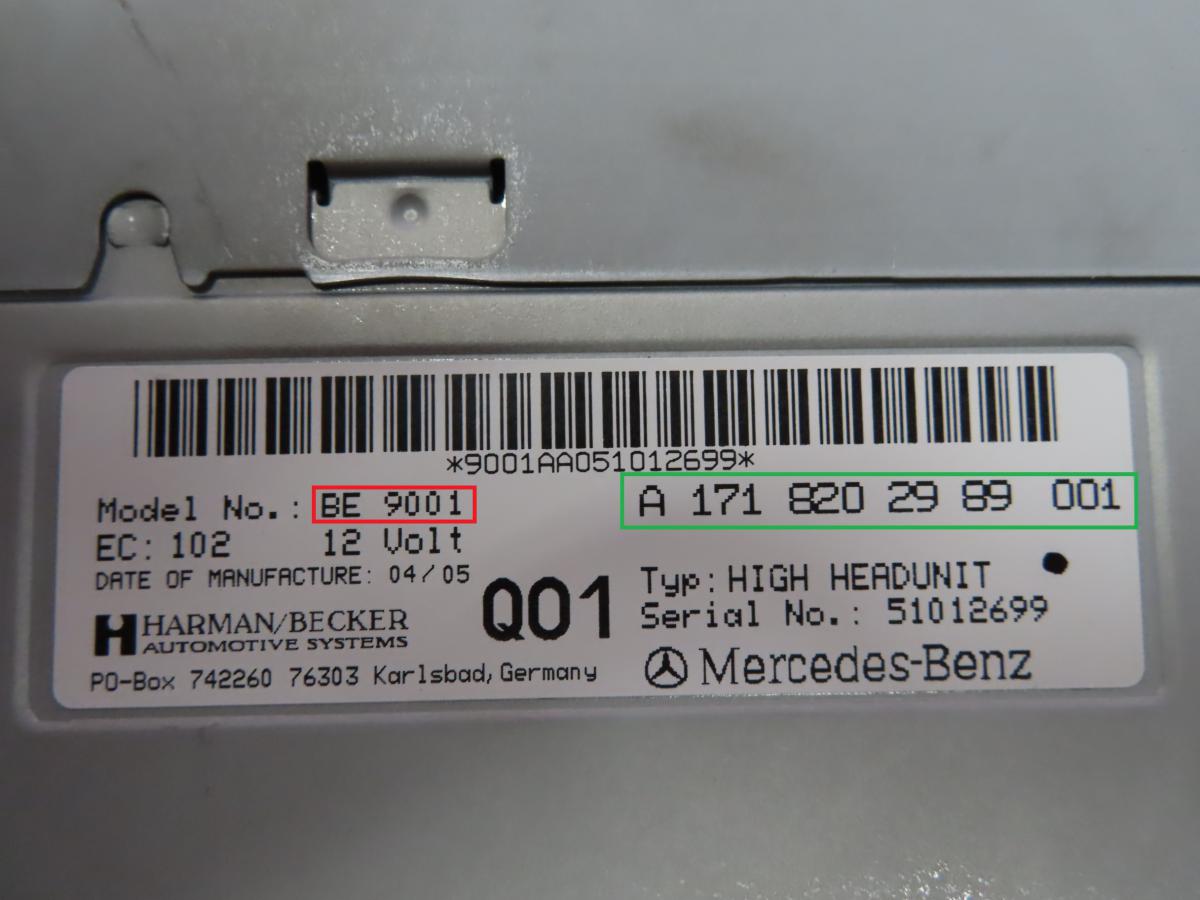 *9001AA051012699*
Model No.: BE 9001
A 171 820 29 89 001
EC: 102 12 Volt
DATE OF MANUFACTURE: 04/05
Q01
Typ: HIGH HEADUNIT
Serial No.: 51012699
HARMAN/BECKER
AUTOMOTIVE SYSTEMS
Mercedes-Benz
PO-Box 742260 76303 Karlsbad, Germany